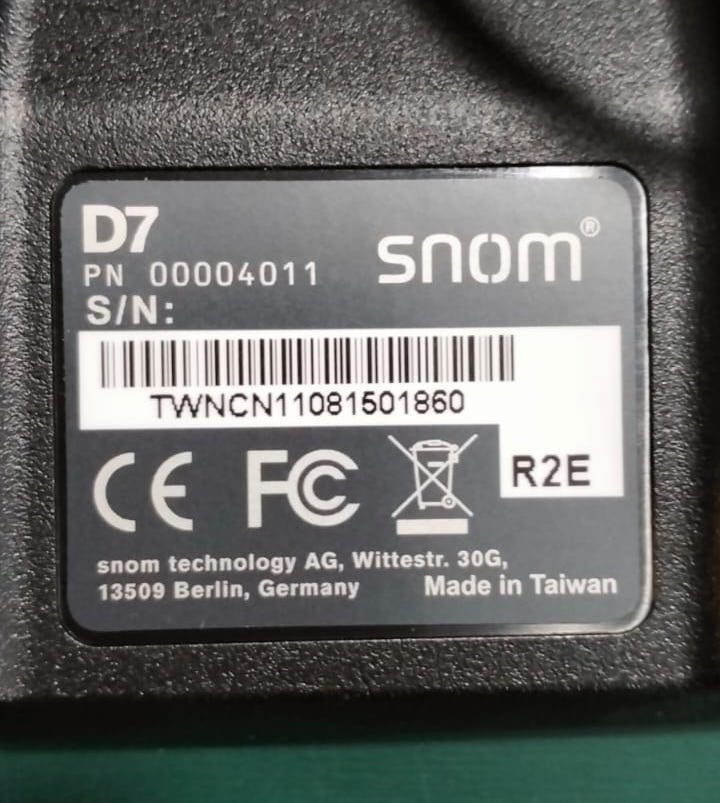 D7
snom®
PN 00004011
S/N:
TWNCN11081501860
CE FC
R2E
snom technology AG, Wittestr. 30G,
13509 Berlin, Germany Made in Taiwan